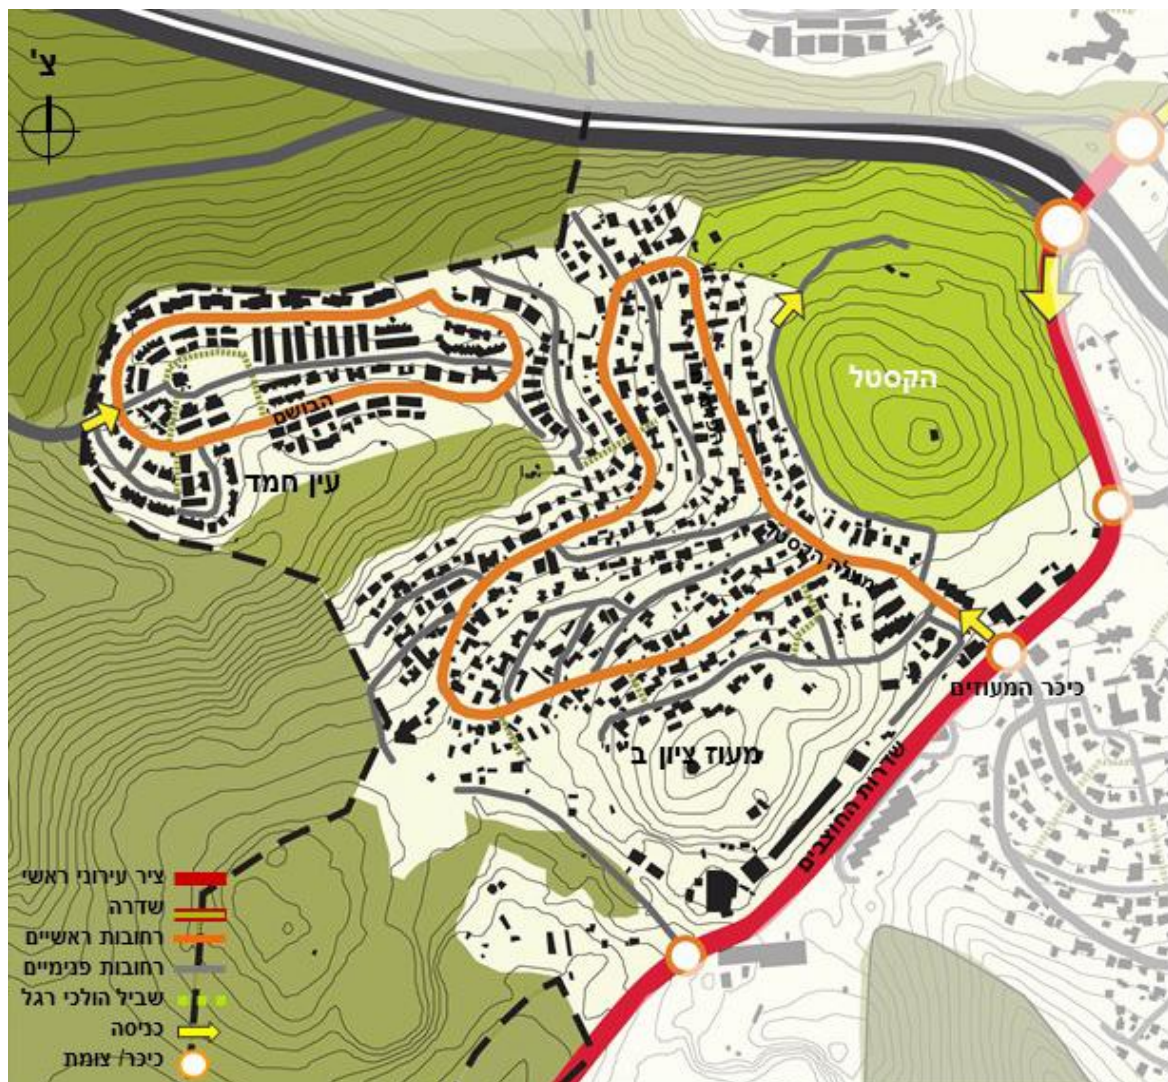 צ'
הקסטל
הבושם
עין חמד
מעלה הקסטל
כיכר המעוזים
מעוז ציון ב
שדרות החוצבים
ציר עירוני ראשי
שדרה
רחובות ראשיים
רחובות פנימיים
שביל הולכי רגל
כניסה
כיכר/ צומת